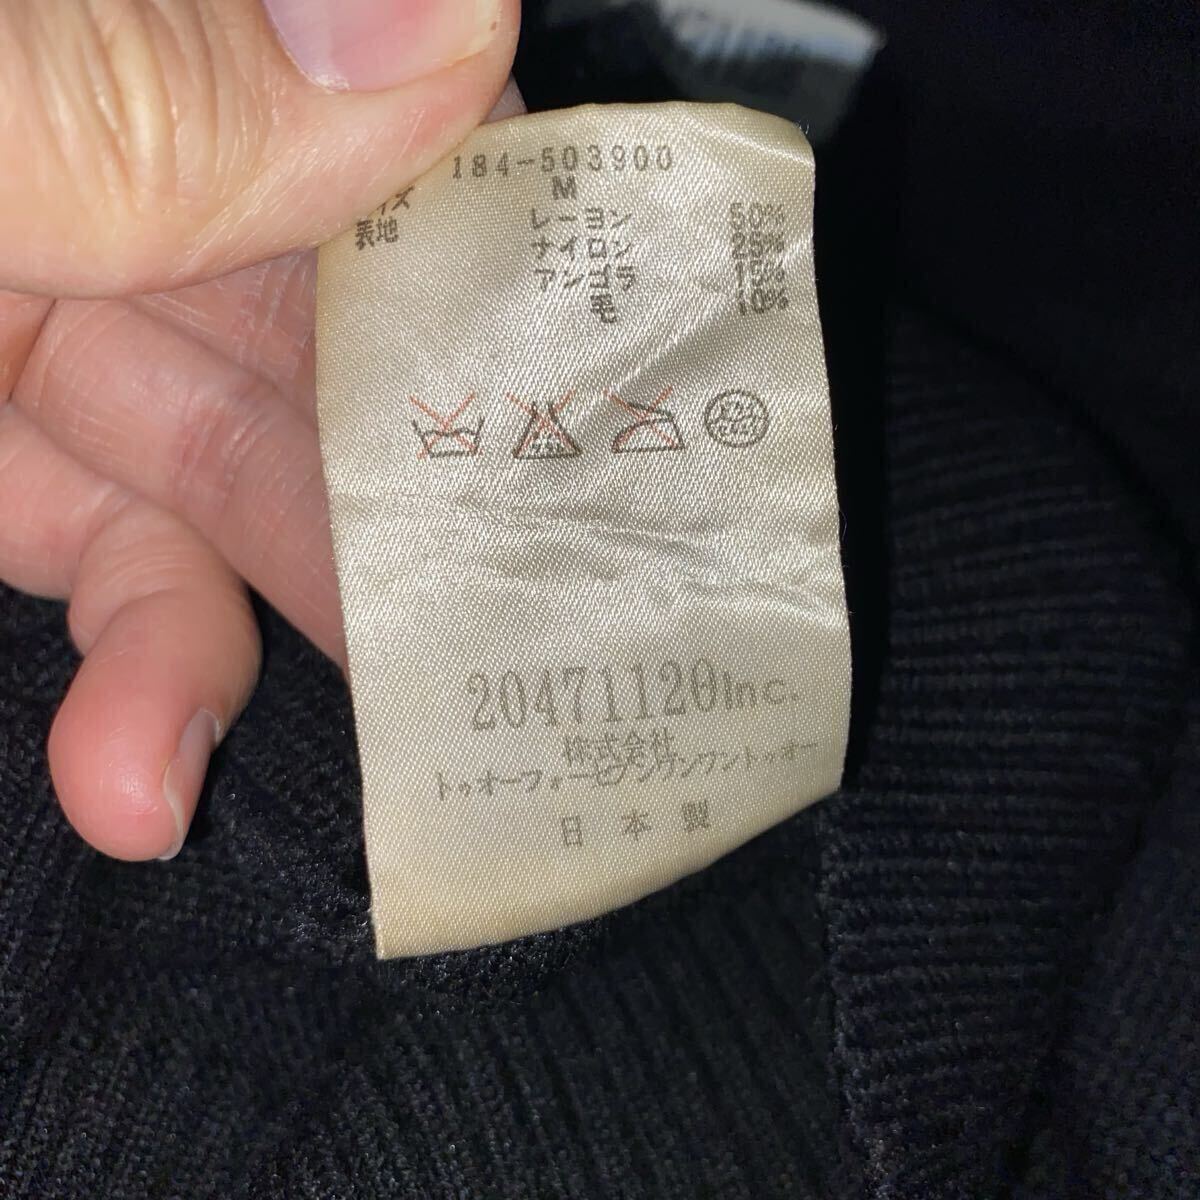 184-503900
イズ M
表地 レーヨン 50%
ナイロン 25%
アンゴラ 15%
毛 10%
20471120Inc
株式会社
トゥオーフォーセブンワンワントゥオー
日本製